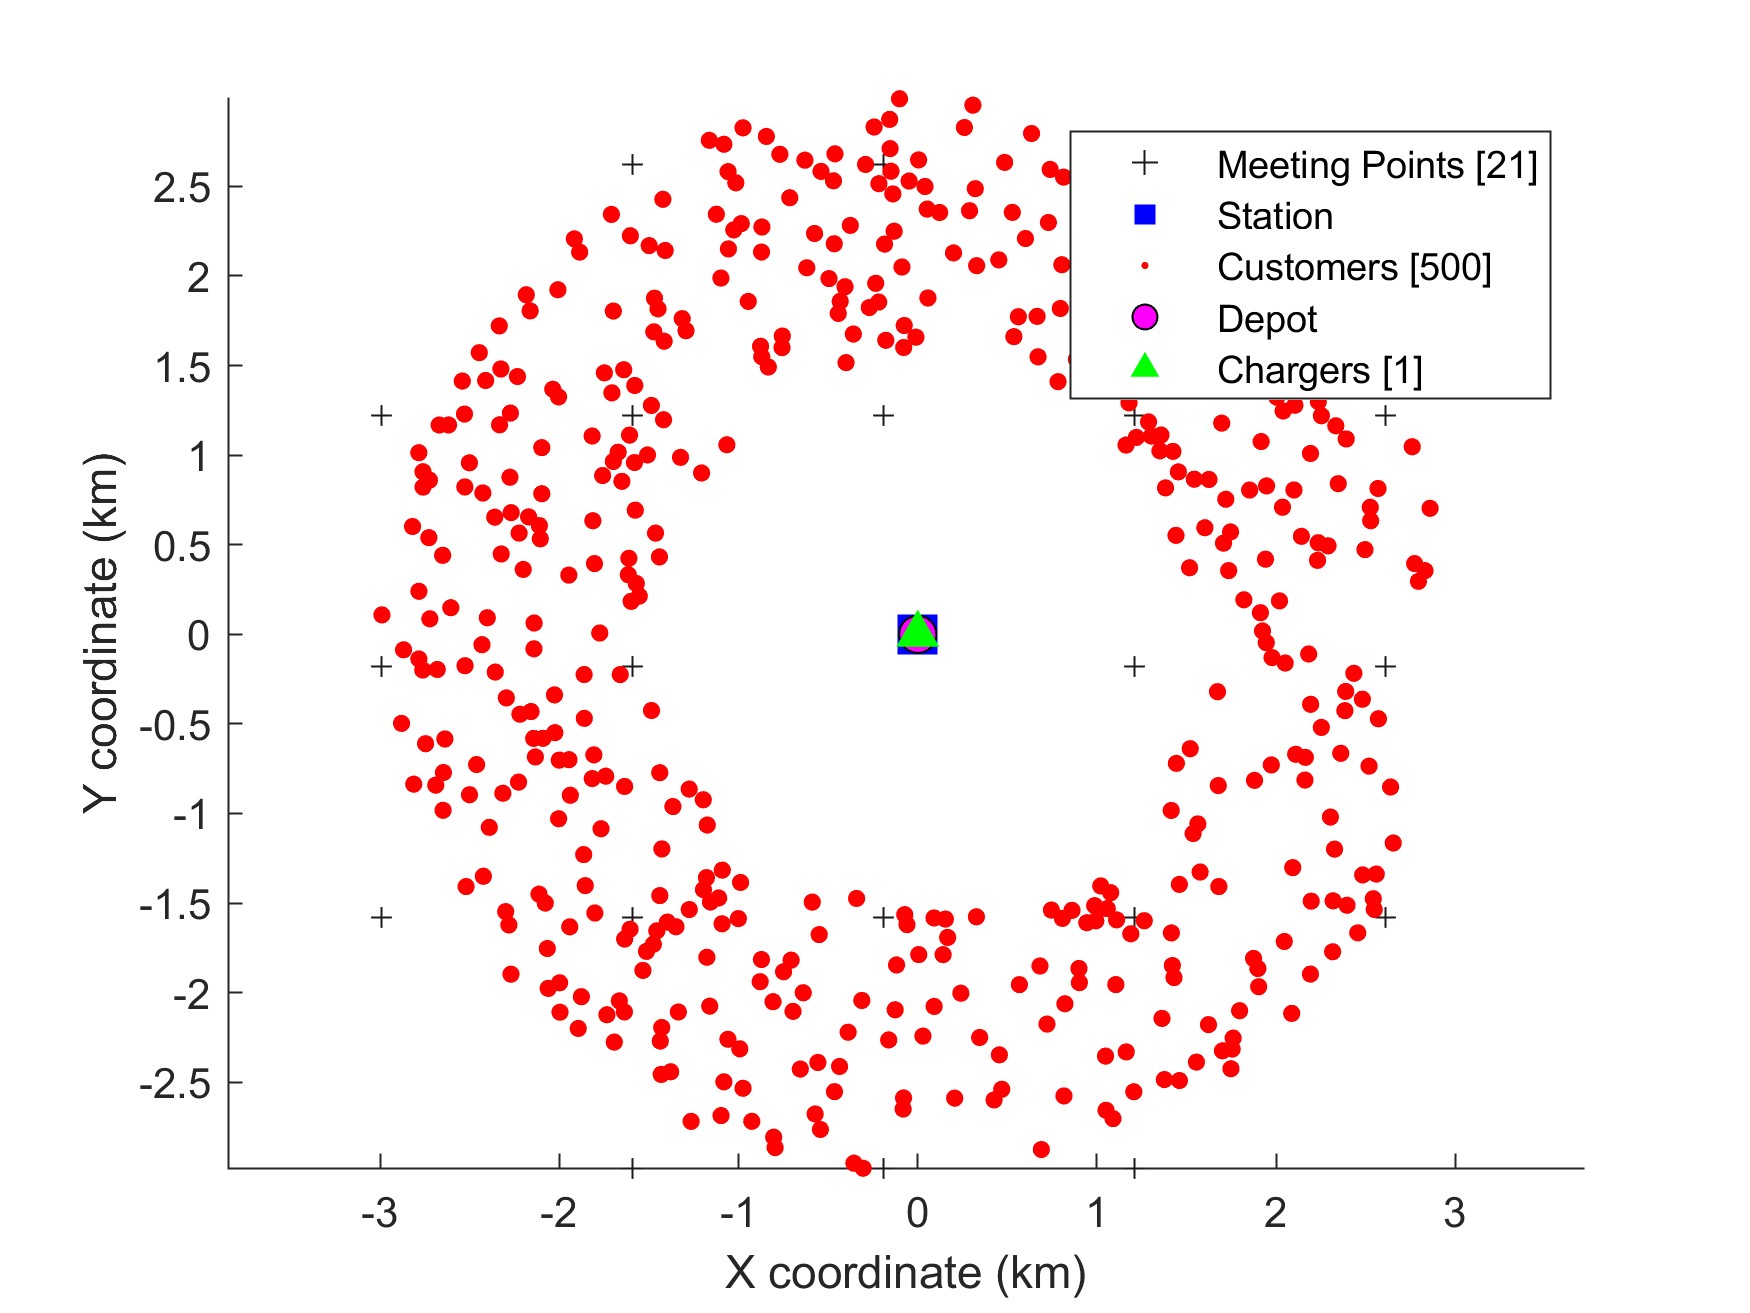 Meeting Points [21]
Station
Customers [500]
Depot
Chargers [1]
2.5
2
1.5
1
0.5
0
-0.5
-1
-1.5
-2
-2.5
Y coordinate (km)
-3 -2 -1 0 1 2 3
X coordinate (km)